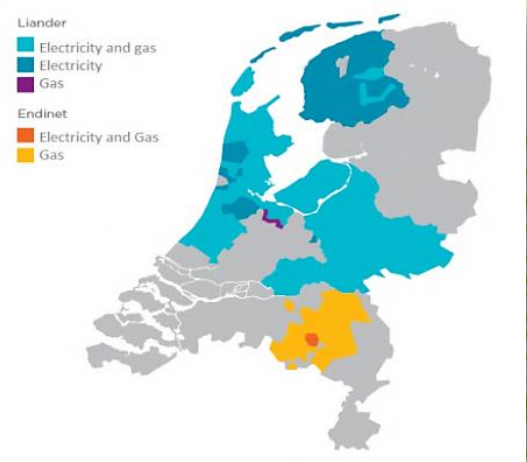 Liander
Electricity and gas
Electricity
Gas
Endinet
Electricity and Gas
Gas